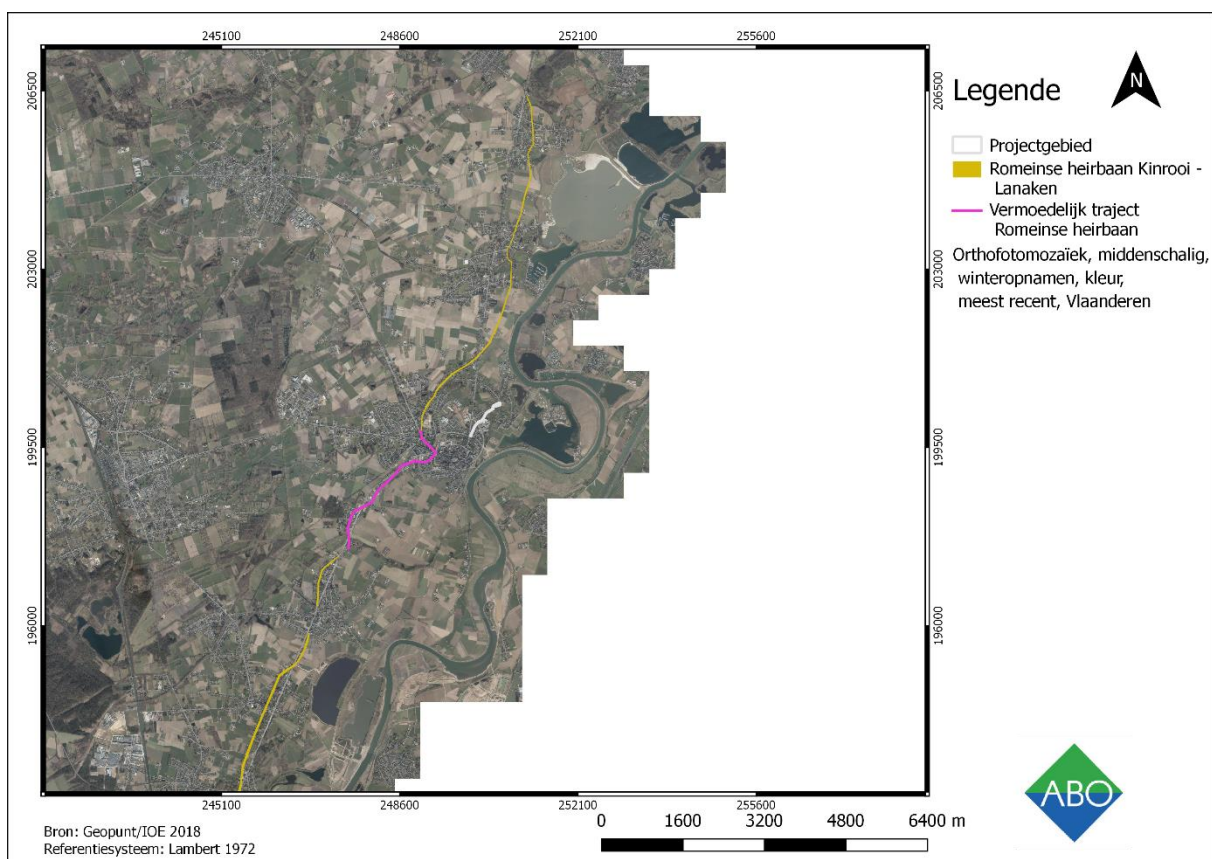 245100 248600 252100 255600
206500 206500
203000 203000
199500 199500
196000 196000
245100 248600 252100 255600
Legende
N
Projectgebied
Romeinse heirbaan Kinrooi -
Lanaken
Vermoedelijk traject
Romeinse heirbaan
Orthofotomozaïek, middenschalig,
winteropnamen, kleur,
meest recent, Vlaanderen
ABO
Bron: Geopunt/IOE 2018
Referentiesysteem: Lambert 1972
0 1600 3200 4800 6400 m